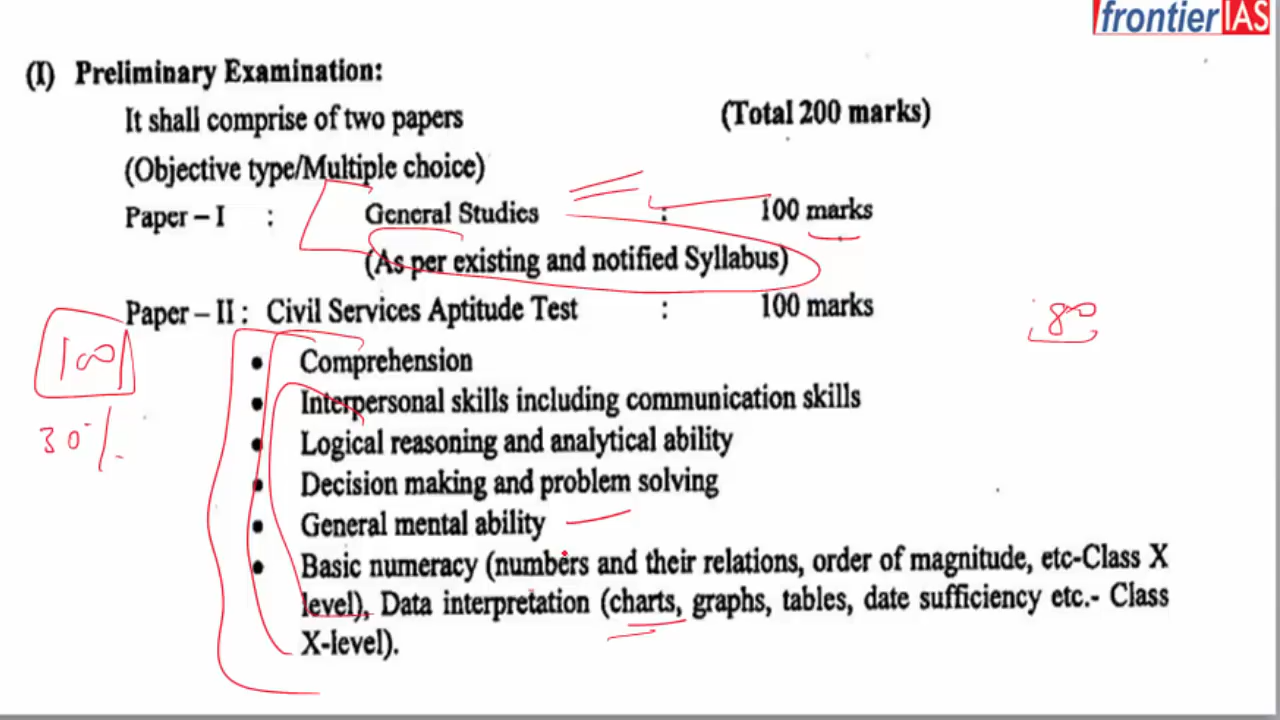 frontierIAS
(I) Preliminary Examination:
It shall comprise of two papers (Total 200 marks)
(Objective type/Multiple choice)
Paper – I : General Studies : 100 marks
(As per existing and notified Syllabus)
Paper – II : Civil Services Aptitude Test : 100 marks
80
100
• Comprehension
• Interpersonal skills including communication skills
30%
• Logical reasoning and analytical ability
• Decision making and problem solving
• General mental ability
• Basic numeracy (numbers and their relations, order of magnitude, etc-Class X
level), Data interpretation (charts, graphs, tables, date sufficiency etc.- Class
X-level).